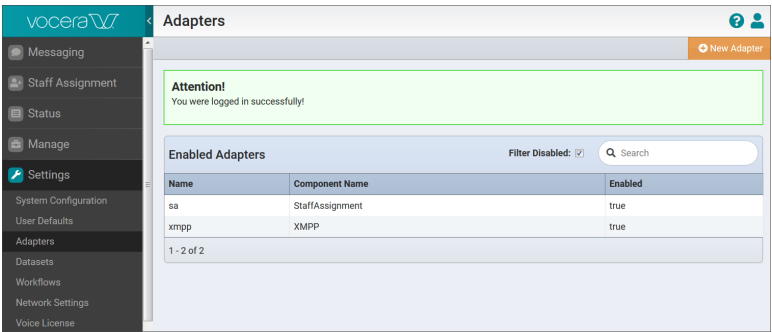 vocera
Adapters
New Adapter
Messaging
Staff Assignment
Status
Manage
Settings
System Configuration
User Defaults
Adapters
Datasets
Workflows
Network Settings
Voice License
Attention!
You were logged in successfully!
Enabled Adapters
Filter Disabled:
Search
Name Component Name Enabled
sa StaffAssignment true
xmpp XMPP true
1 - 2 of 2